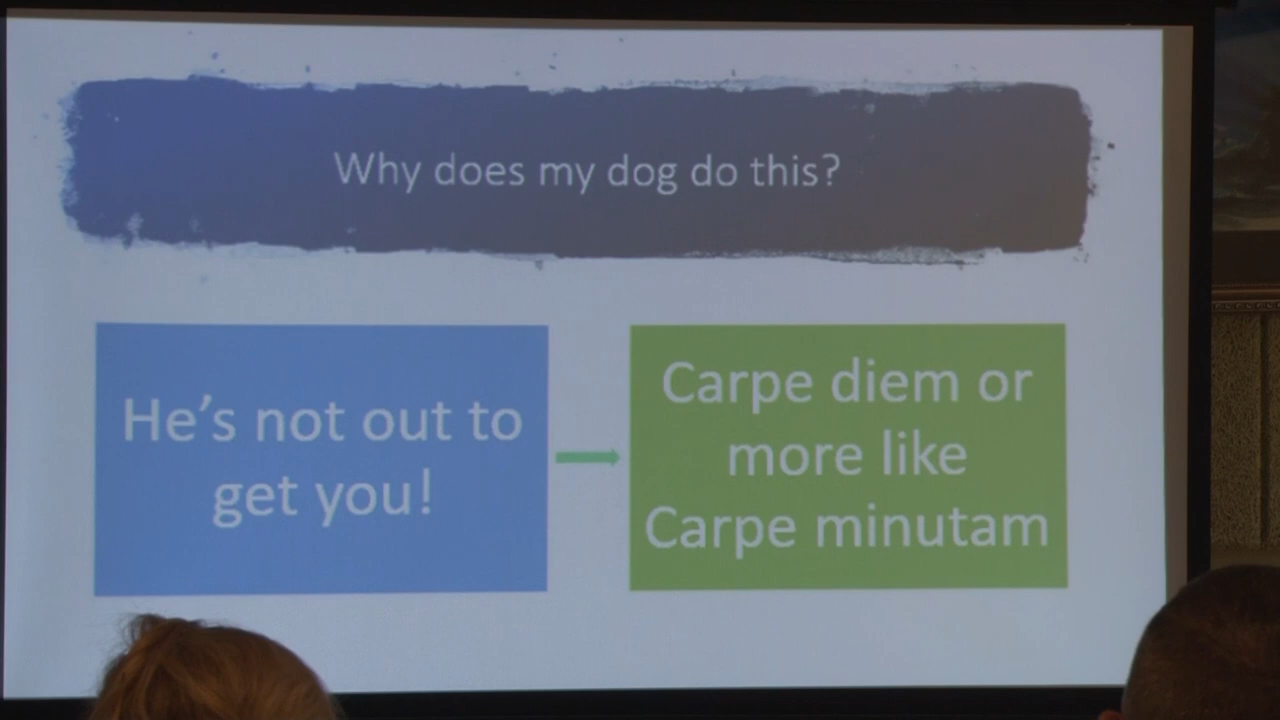 Why does my dog do this?
He's not out to
get you!
Carpe diem or
more like
Carpe minutam